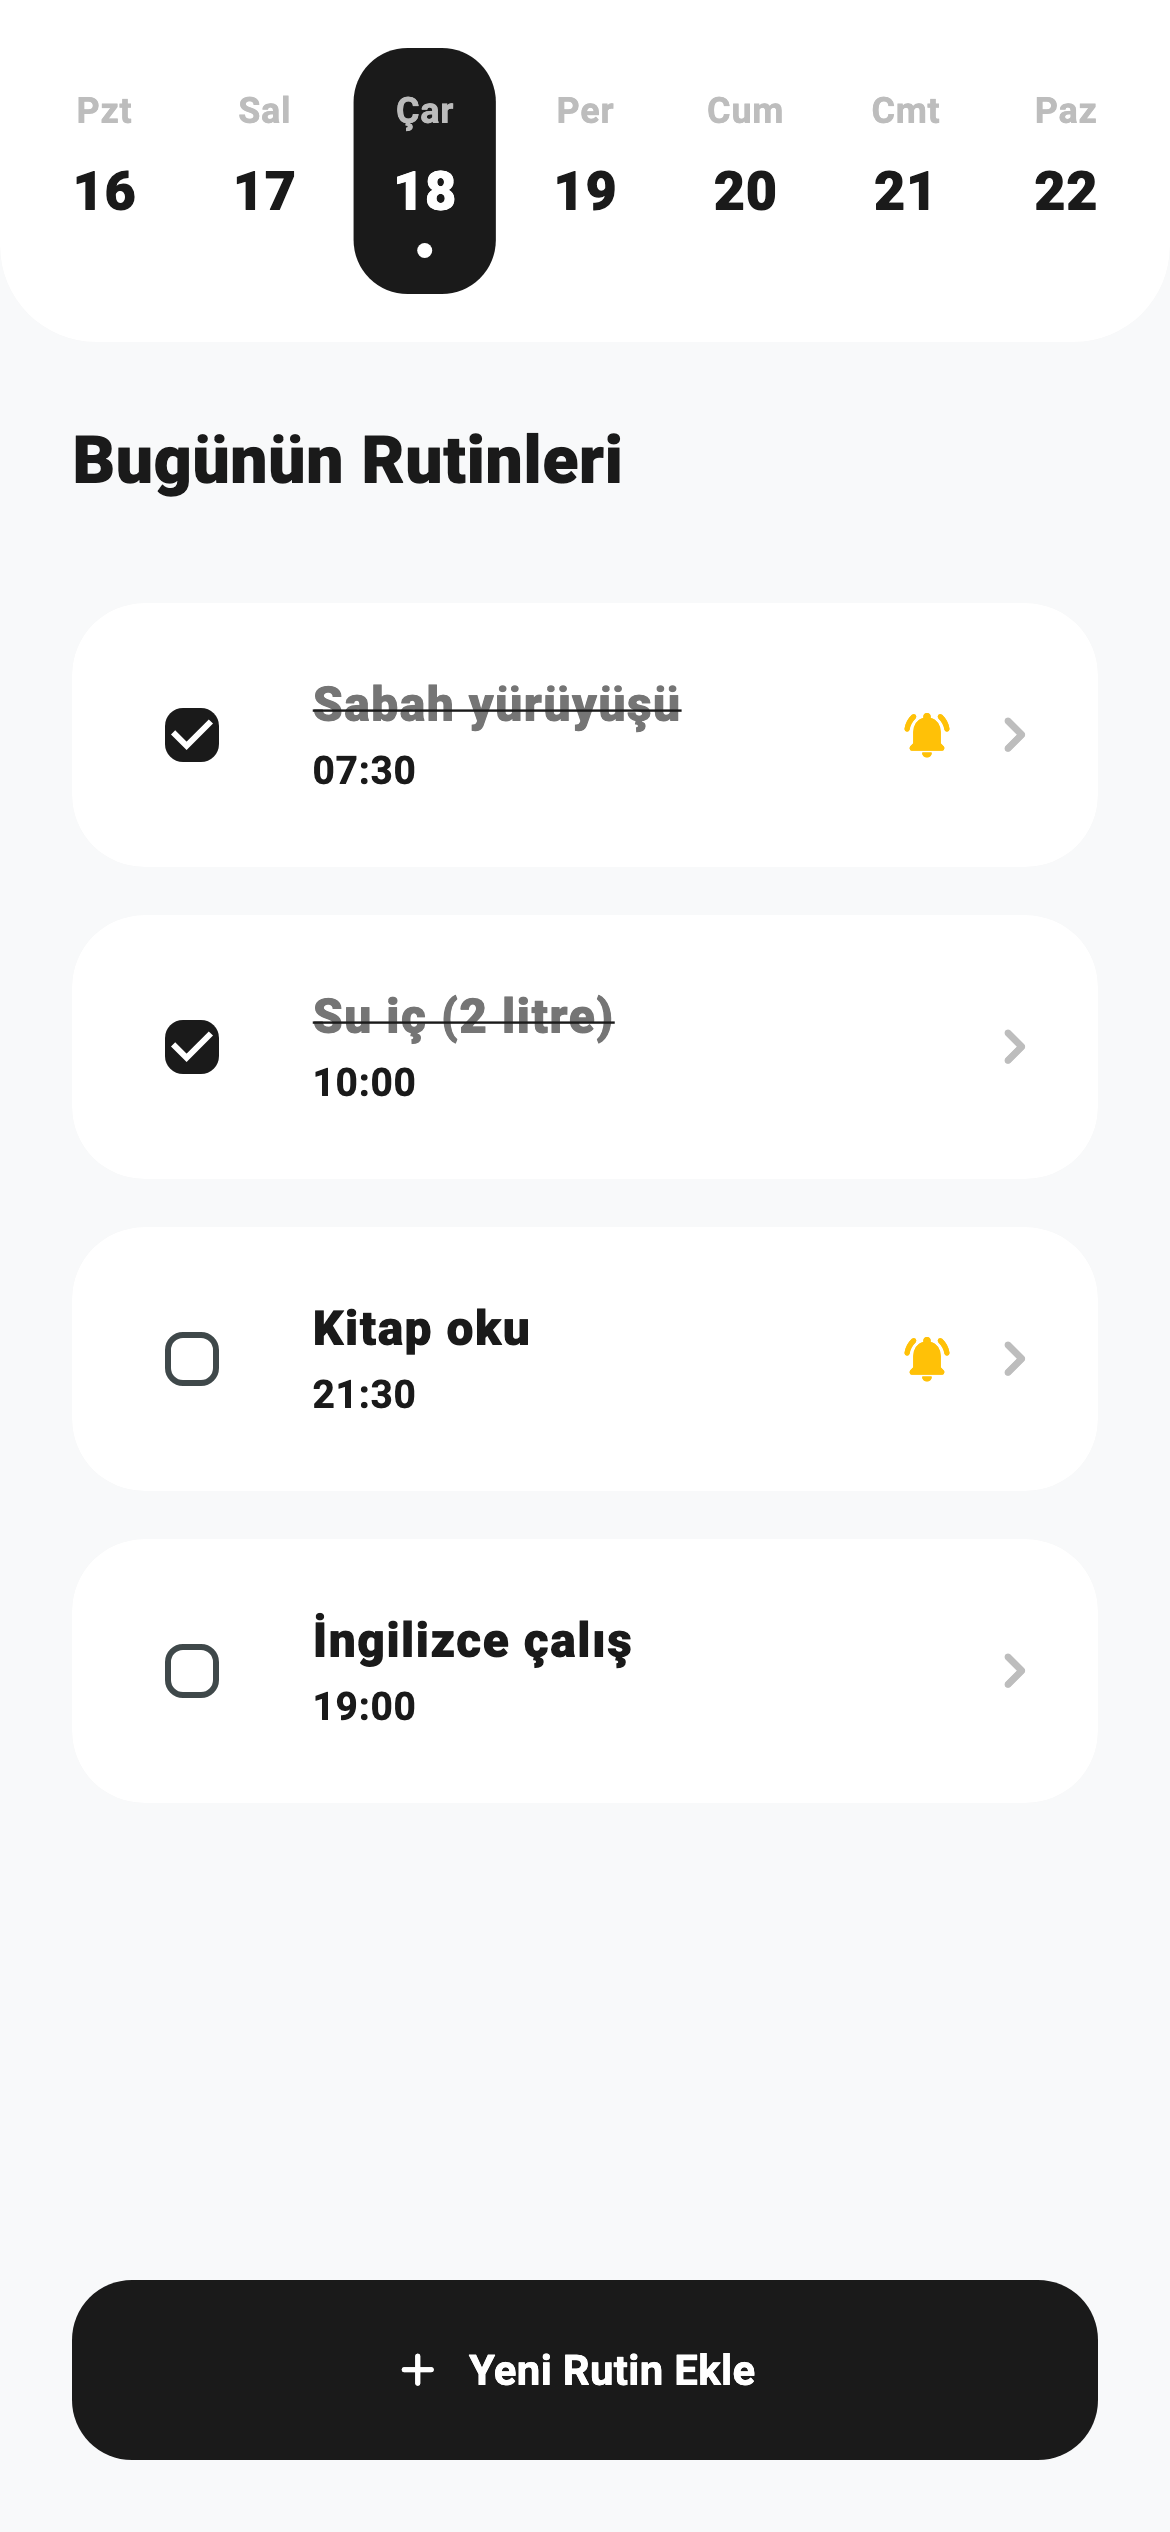 Pzt Sal Çar Per Cum Cmt Paz
16 17 18 19 20 21 22
Bugünün Rutinleri
Sabah yürüyüşü
07:30
Su iç (2 litre)
10:00
Kitap oku
21:30
İngilizce çalış
19:00
+ Yeni Rutin Ekle